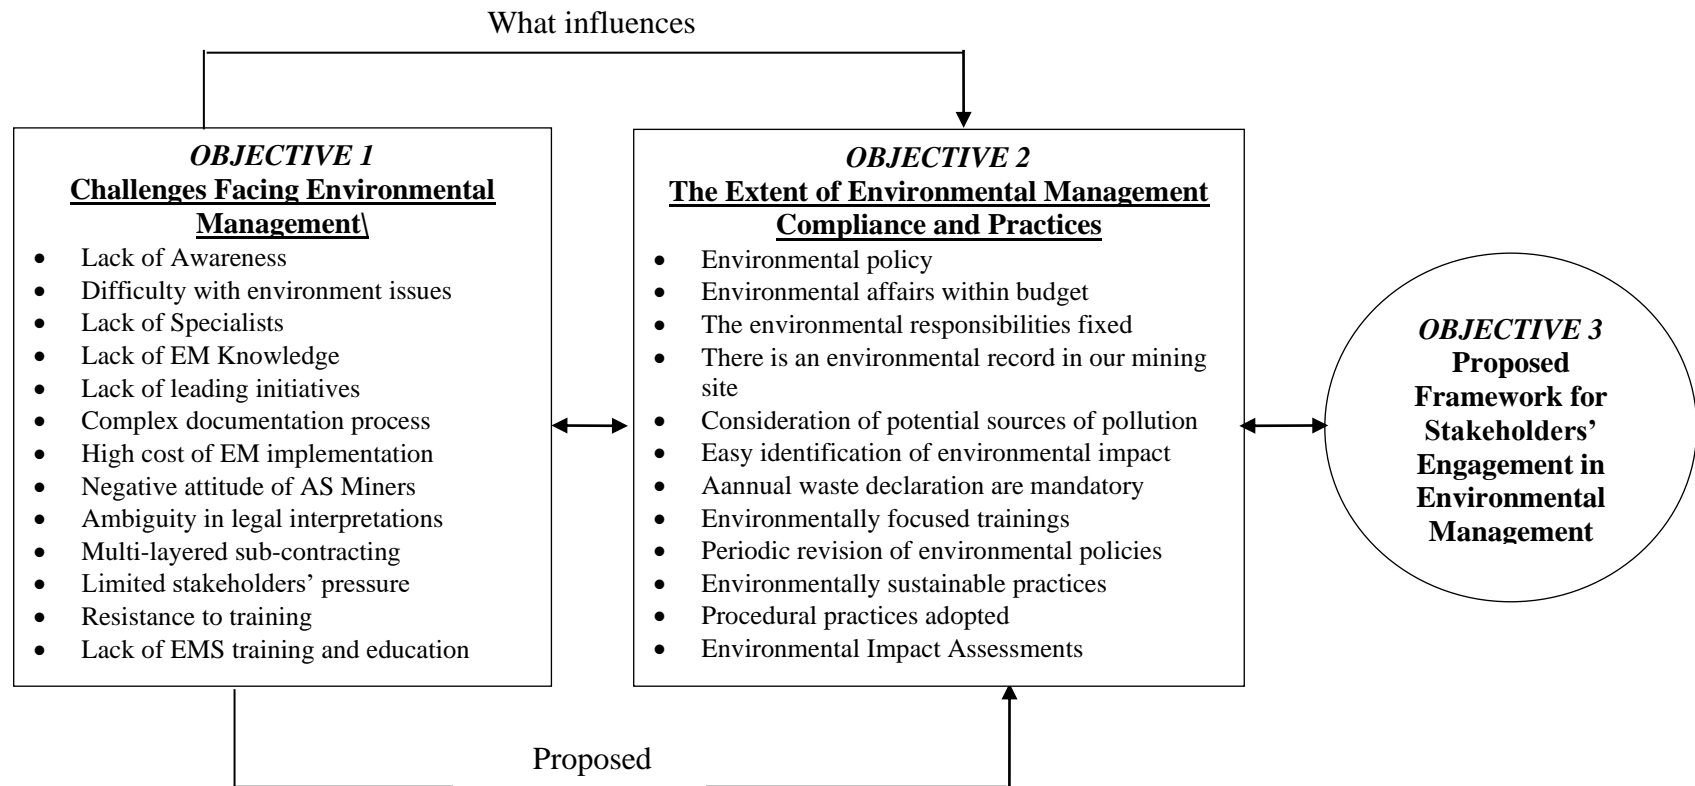 What influences
OBJECTIVE 1
Challenges Facing Environmental
Management\
• Lack of Awareness
• Difficulty with environment issues
• Lack of Specialists
• Lack of EM Knowledge
• Lack of leading initiatives
• Complex documentation process
• High cost of EM implementation
• Negative attitude of AS Miners
• Ambiguity in legal interpretations
• Multi-layered sub-contracting
• Limited stakeholders’ pressure
• Resistance to training
• Lack of EMS training and education
OBJECTIVE 2
The Extent of Environmental Management
Compliance and Practices
• Environmental policy
• Environmental affairs within budget
• The environmental responsibilities fixed
• There is an environmental record in our mining
site
• Consideration of potential sources of pollution
• Easy identification of environmental impact
• Aannual waste declaration are mandatory
• Environmentally focused trainings
• Periodic revision of environmental policies
• Environmentally sustainable practices
• Procedural practices adopted
• Environmental Impact Assessments
OBJECTIVE 3
Proposed
Framework for
Stakeholders’
Engagement in
Environmental
Management
Proposed